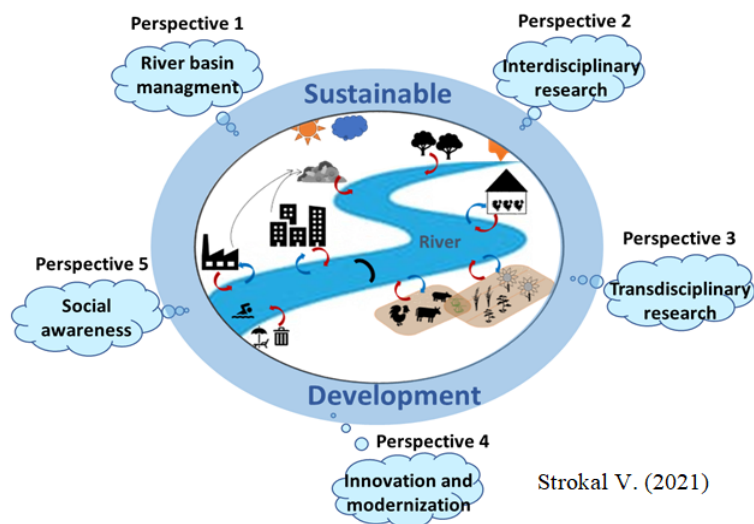 Perspective 1
River basin
managment
Perspective 2
Interdisciplinary
research
Sustainable
River
Perspective 3
Transdisciplinary
research
Perspective 5
Social
awareness
Development
Perspective 4
Innovation and
modernization
Strokal V. (2021)